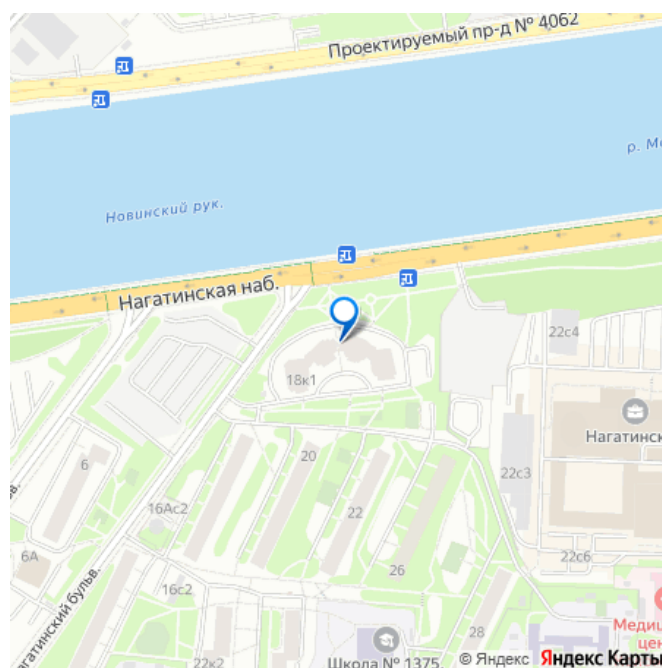 Проектируемый пр-д № 4062
р. М
Новинский рук.
Нагатинская наб.
22с4
18к1
Нагатинск
6
20
22с3
16Ас2
22
6А
26
22с6
16с2
агатинский бульв.
28
Медиц
цен
22к2
Школа № 1375
© Яндекс Яндекс Карты